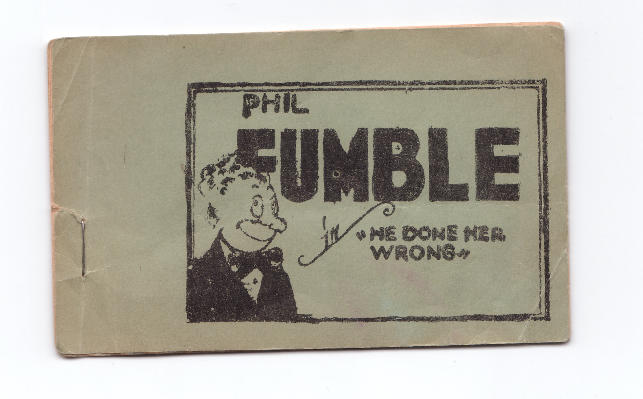 PHIL
FUMBLE
in
"HE DONE HER
WRONG"